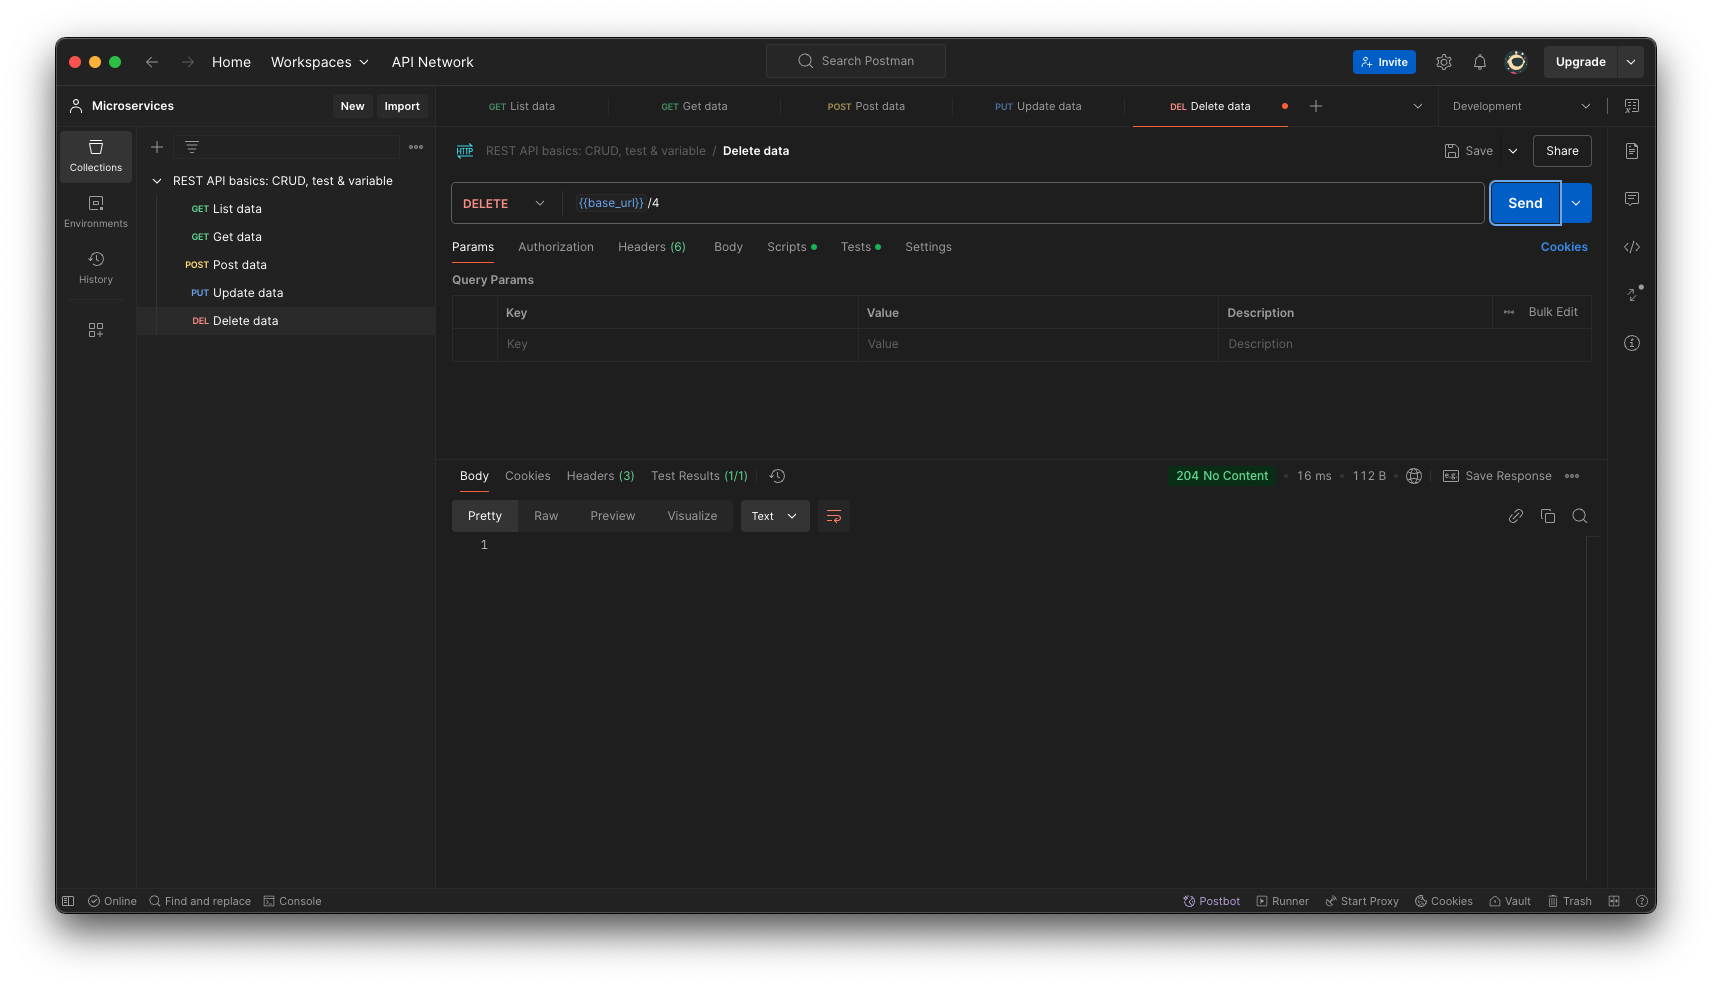 Home Workspaces API Network Search Postman Invite Upgrade
Microservices New Import GET List data GET Get data POST Post data PUT Update data DEL Delete data Development
Collections
Environments
History
REST API basics: CRUD, test & variable
GET List data
GET Get data
POST Post data
PUT Update data
DEL Delete data
HTTP REST API basics: CRUD, test & variable / Delete data Save Share
DELETE {{base_url}} /4 Send
Params Authorization Headers (6) Body Scripts Tests Settings Cookies
Query Params
Key Value Description Bulk Edit
Key Value Description
Body Cookies Headers (3) Test Results (1/1) 204 No Content 16 ms 112 B e.g. Save Response
Pretty Raw Preview Visualize Text
1
Online Find and replace Console Postbot Runner Start Proxy Cookies Vault Trash